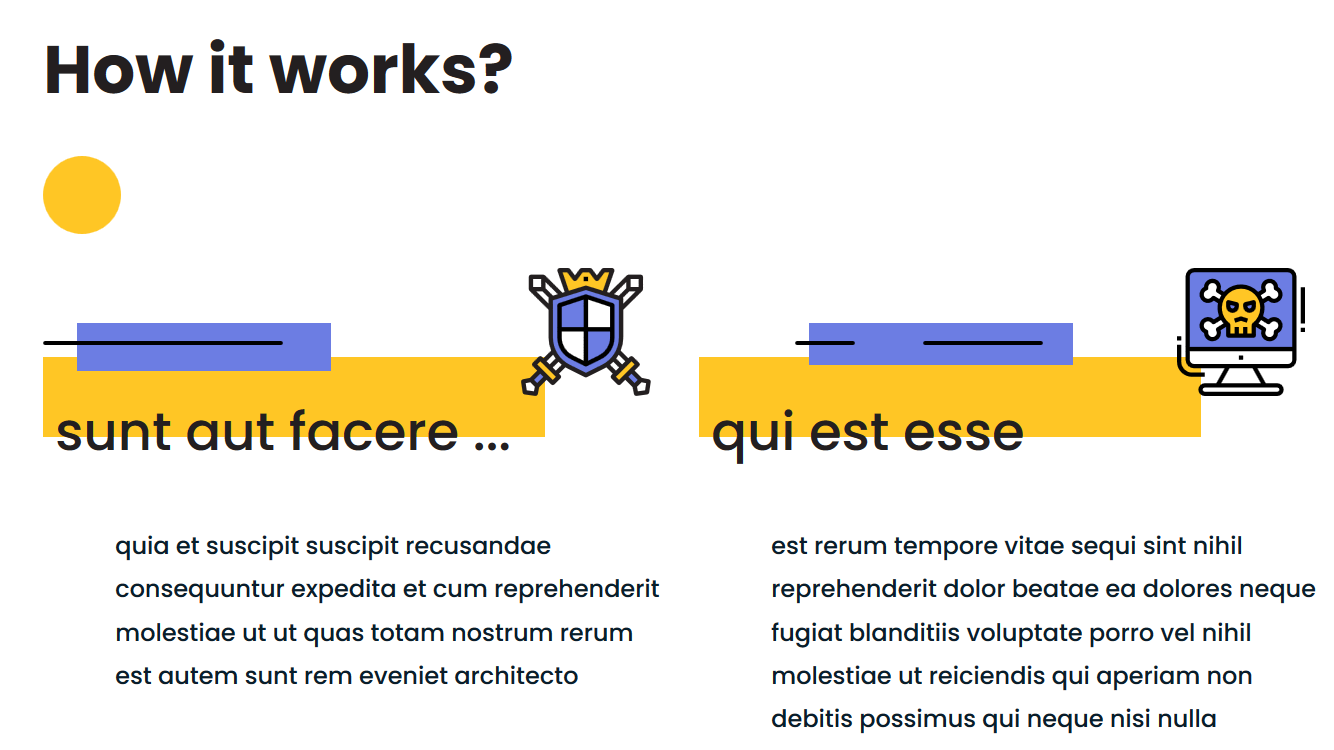 How it works?
sunt aut facere ...
quia et suscipit suscipit recusandae
consequuntur expedita et cum reprehenderit
molestiae ut ut quas totam nostrum rerum
est autem sunt rem eveniet architecto
qui est esse
est rerum tempore vitae sequi sint nihil
reprehenderit dolor beatae ea dolores neque
fugiat blanditiis voluptate porro vel nihil
molestiae ut reiciendis qui aperiam non
debitis possimus qui neque nisi nulla